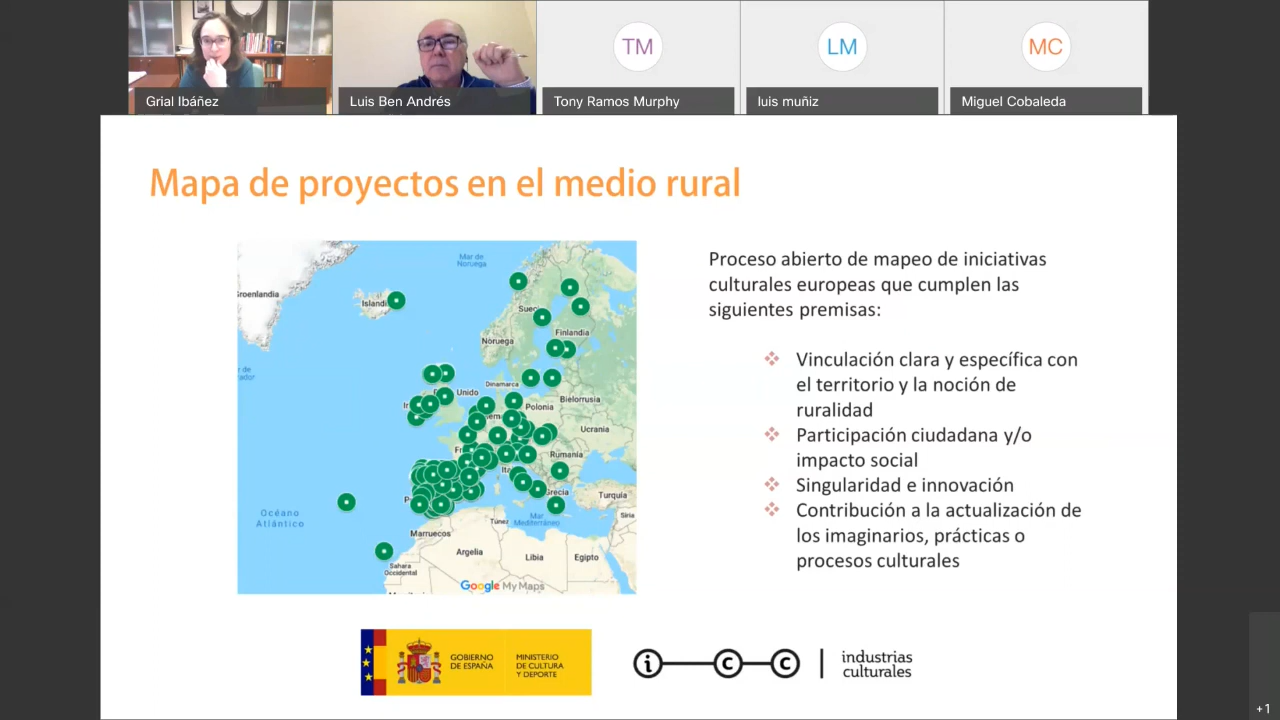 TM
LM
MC
Grial Ibáñez
Luis Ben Andrés
Tony Ramos Murphy
luis muñiz
Miguel Cobaleda
Mapa de proyectos en el medio rural
Mar de
Noruega
Groenlandia
Islandi
Suec
Finlandia
Noruega
Unido
Dinamarca
Bielorrusia
Polonia
Ucrania
Rumanía
Grecia
Turquía
Océano
Atlántico
Túnez
Mar
Mediterráneo
Siria
Marruecos
Argelia
Libia
Egipto
Sahara
Occidental
Google My Maps
Proceso abierto de mapeo de iniciativas
culturales europeas que cumplen las
siguientes premisas:
Vinculación clara y específica con
el territorio y la noción de
ruralidad
Participación ciudadana y/o
impacto social
Singularidad e innovación
Contribución a la actualización de
los imaginarios, prácticas o
procesos culturales
GOBIERNO
DE ESPAÑA
MINISTERIO
DE CULTURA
Y DEPORTE
i c c
industrias
culturales
+1